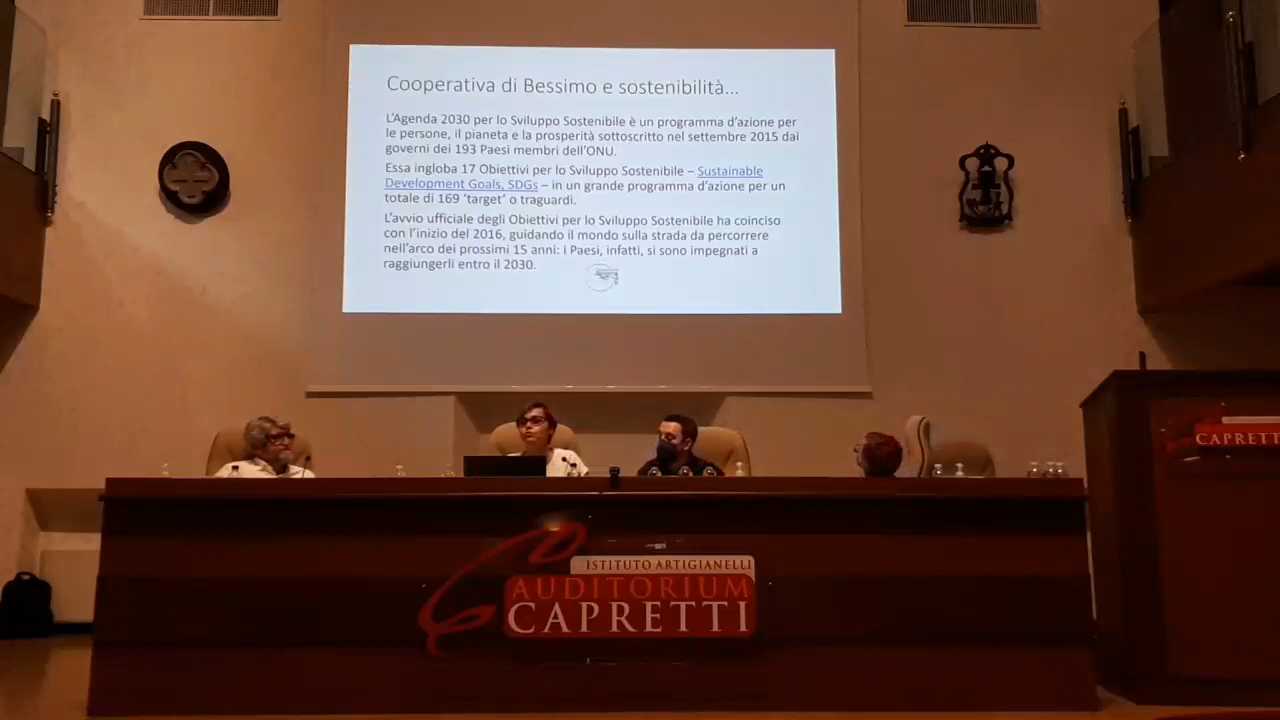 Cooperativa di Bessimo e sostenibilità...
L'Agenda 2030 per lo Sviluppo Sostenibile è un programma d'azione per
le persone, il pianeta e la prosperità sottoscritto nel settembre 2015 dai
governi dei 193 Paesi membri dell'ONU.
Essa ingloba 17 Obiettivi per lo Sviluppo Sostenibile – Sustainable
Development Goals, SDGs – in un grande programma d'azione per un
totale di 169 'target' o traguardi.
L'avvio ufficiale degli Obiettivi per lo Sviluppo Sostenibile ha coinciso
con l'inizio del 2016, guidando il mondo sulla strada da percorrere
nell'arco dei prossimi 15 anni: i Paesi, infatti, si sono impegnati a
raggiungerli entro il 2030.
ISTITUTO ARTIGIANELLI
AUDITORIUM
CAPRETTI
CAPRETT